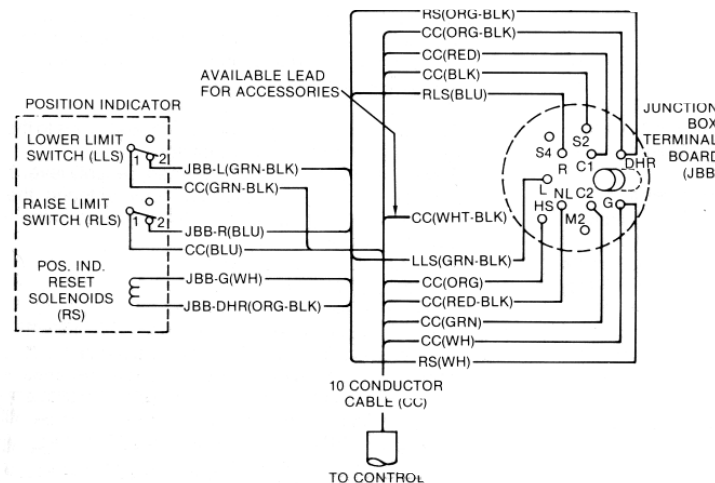 RS(ORG-BLK)
CC(ORG-BLK)
CC(RED)
CC(BLK)
RLS(BLU)
AVAILABLE LEAD
FOR ACCESSORIES
POSITION INDICATOR
LOWER LIMIT
SWITCH (LLS)
1 2
JBB-L(GRN-BLK)
CC(GRN-BLK)
RAISE LIMIT
SWITCH (RLS)
1 2
JBB-R(BLU)
CC(BLU)
POS. IND.
RESET
SOLENOIDS
(RS)
JBB-G(WH)
JBB-DHR(ORG-BLK)
CC(WHT-BLK)
LLS(GRN-BLK)
CC(ORG)
CC(RED-BLK)
CC(GRN)
CC(WH)
RS(WH)
JUNCTION
BOX
TERMINAL
BOARD
(JBB)
S4
S2
R
C1
DHR
L
NL
C2
G
HS
M2
10 CONDUCTOR
CABLE (CC)
TO CONTROL